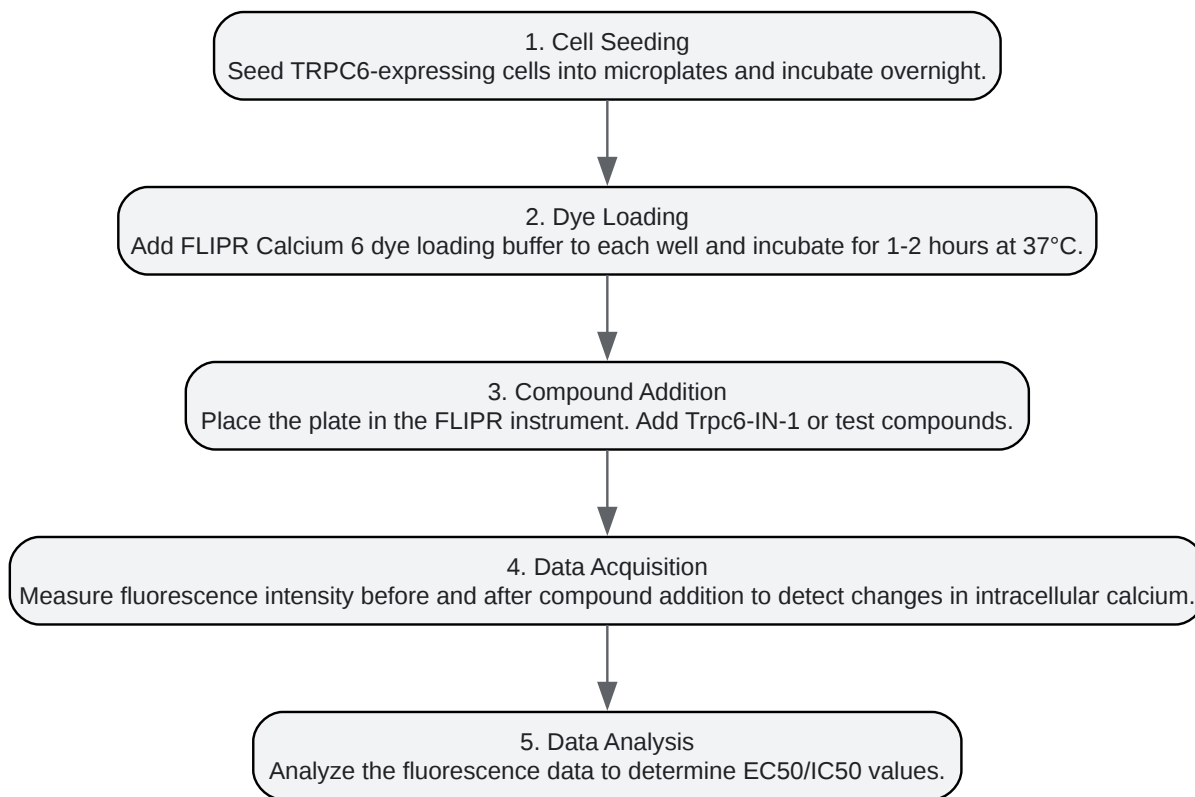 1. Cell Seeding
Seed TRPC6-expressing cells into microplates and incubate overnight.
2. Dye Loading
Add FLIPR Calcium 6 dye loading buffer to each well and incubate for 1-2 hours at 37°C.
3. Compound Addition
Place the plate in the FLIPR instrument. Add Trpc6-IN-1 or test compounds.
4. Data Acquisition
Measure fluorescence intensity before and after compound addition to detect changes in intracellular calcium.
5. Data Analysis
Analyze the fluorescence data to determine EC50/IC50 values.